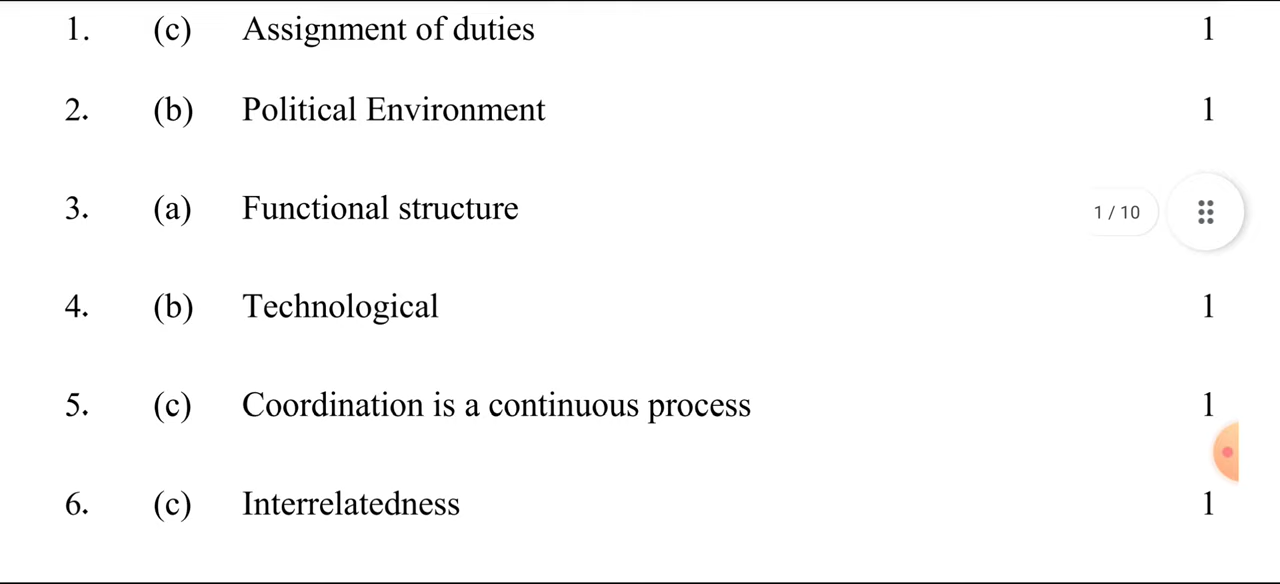 1. (c) Assignment of duties 1
2. (b) Political Environment 1
3. (a) Functional structure
1 / 10
4. (b) Technological 1
5. (c) Coordination is a continuous process 1
6. (c) Interrelatedness 1